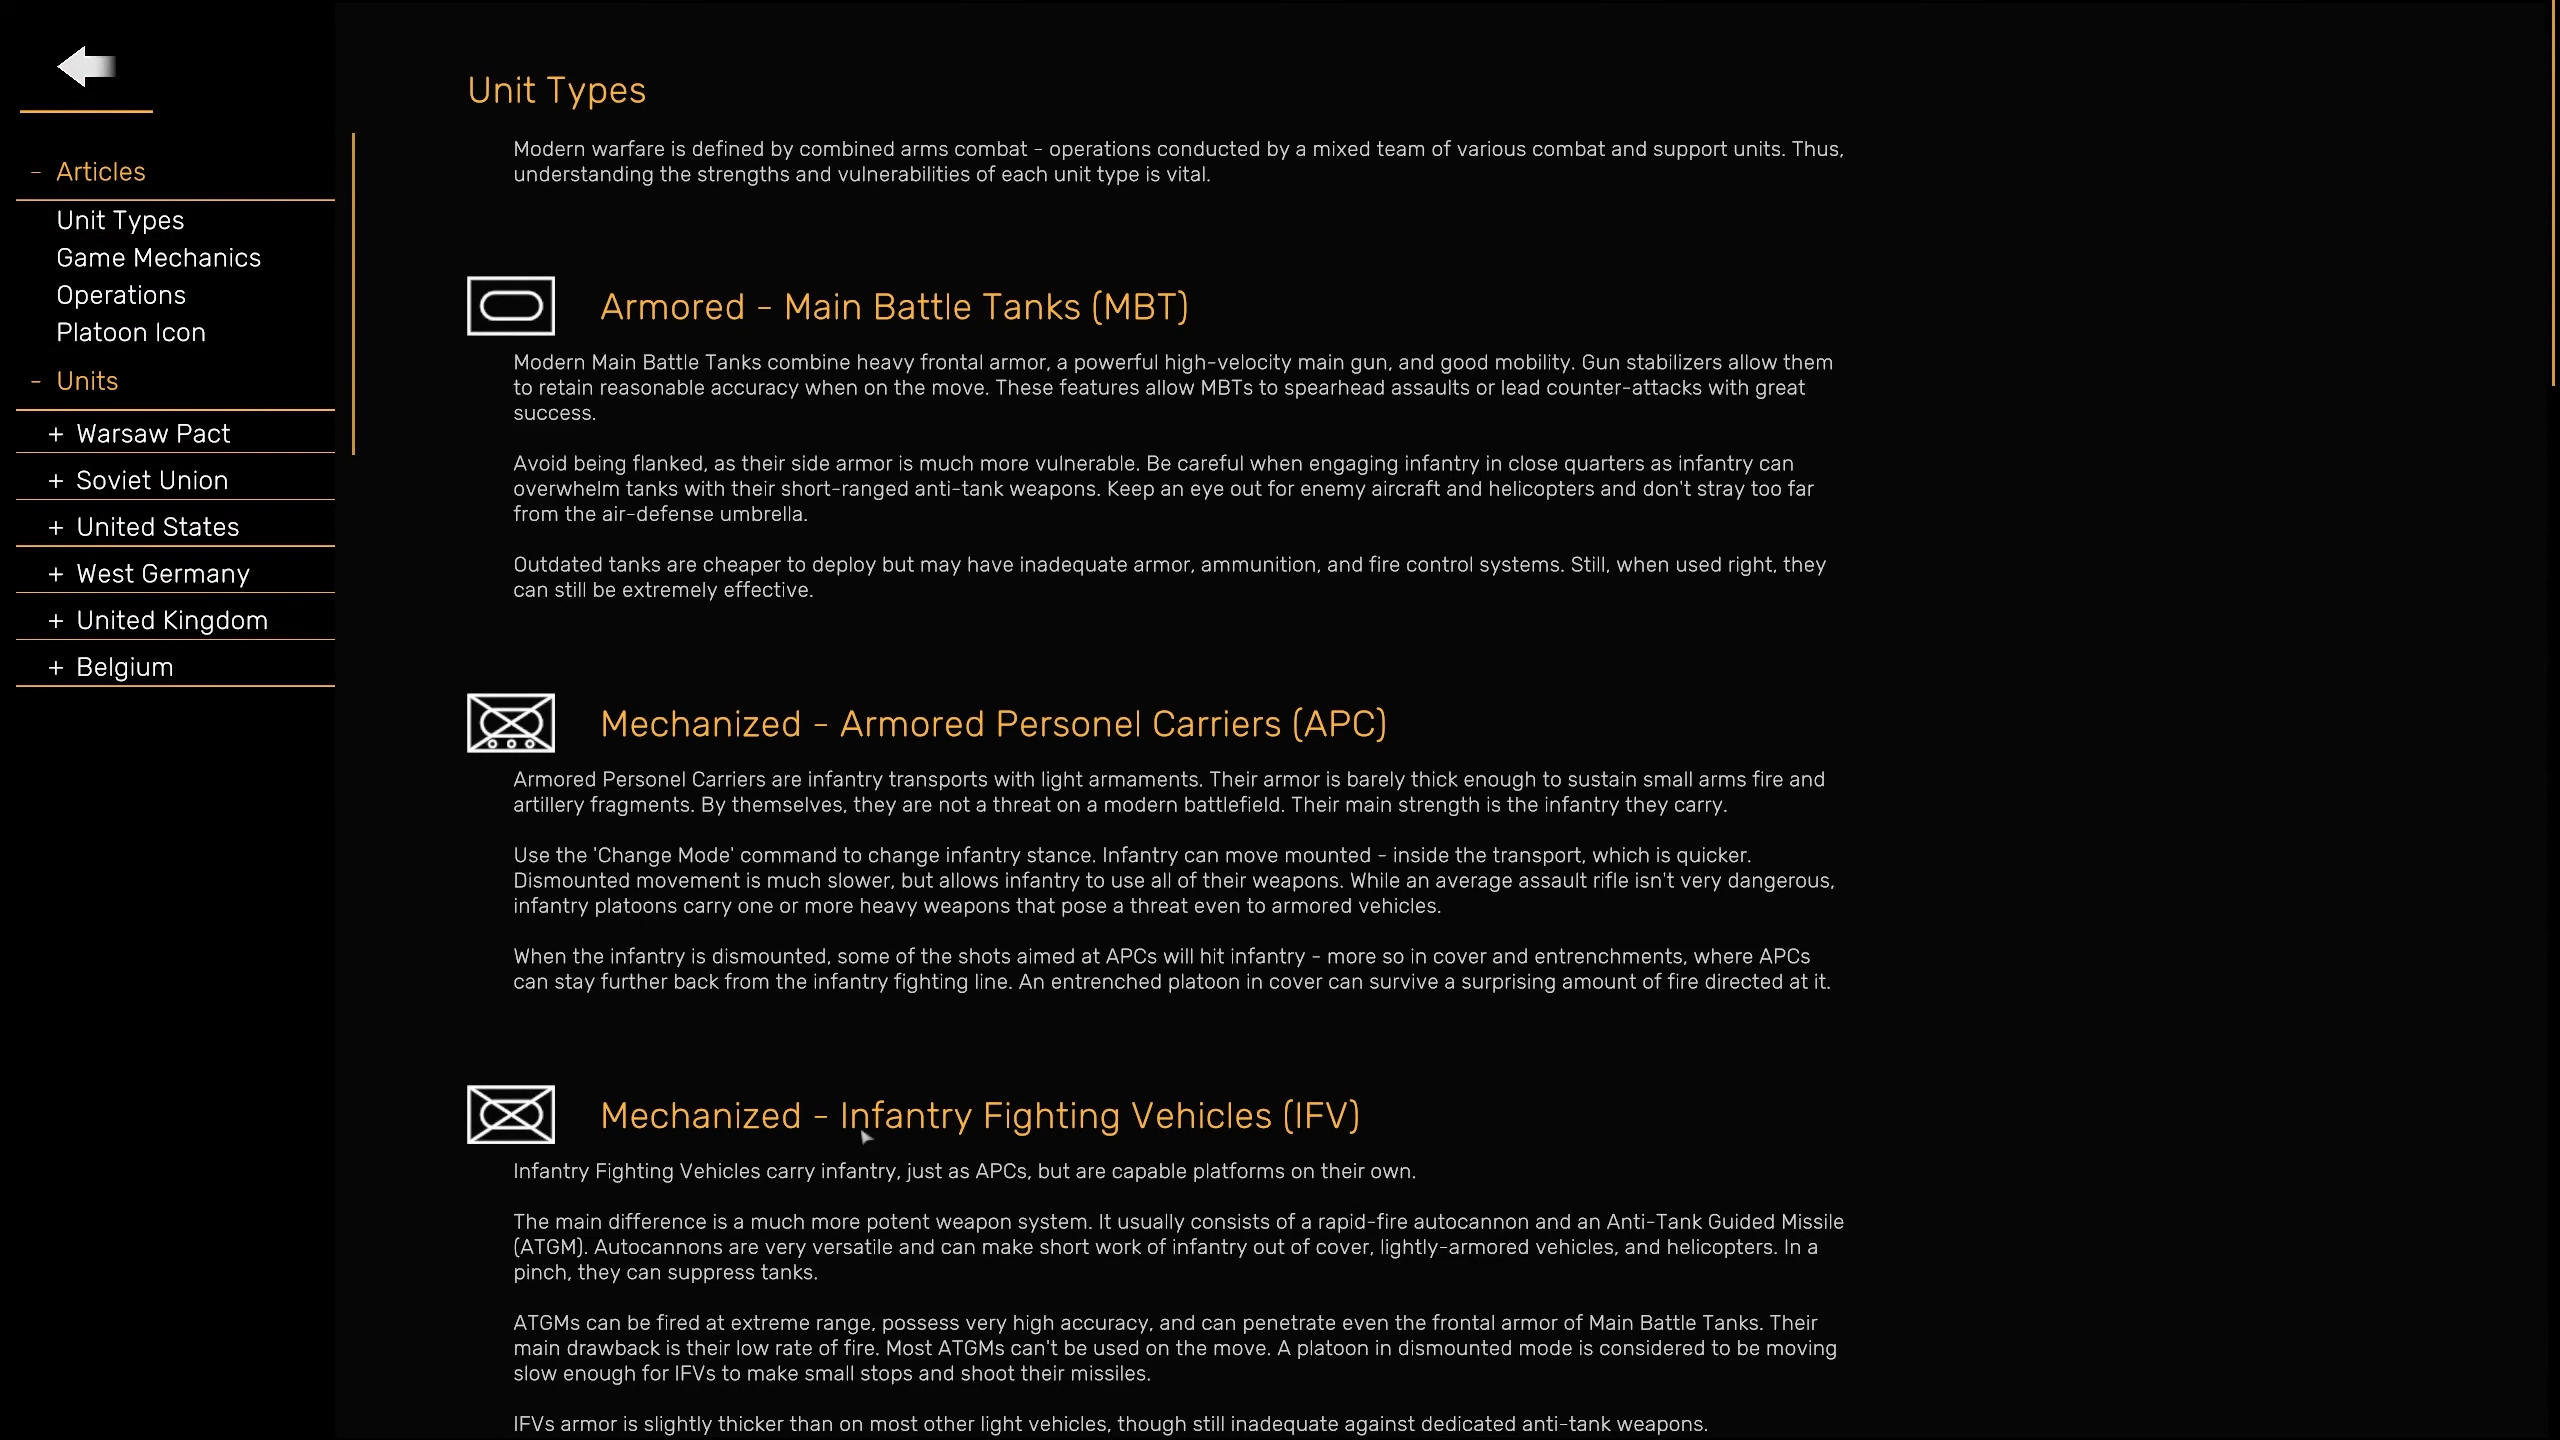 - Articles
Unit Types
Game Mechanics
Operations
Platoon Icon
- Units
+ Warsaw Pact
+ Soviet Union
+ United States
+ West Germany
+ United Kingdom
+ Belgium
Unit Types
Modern warfare is defined by combined arms combat - operations conducted by a mixed team of various combat and support units. Thus,
understanding the strengths and vulnerabilities of each unit type is vital.
Armored - Main Battle Tanks (MBT)
Modern Main Battle Tanks combine heavy frontal armor, a powerful high-velocity main gun, and good mobility. Gun stabilizers allow them
to retain reasonable accuracy when on the move. These features allow MBTs to spearhead assaults or lead counter-attacks with great
success.
Avoid being flanked, as their side armor is much more vulnerable. Be careful when engaging infantry in close quarters as infantry can
overwhelm tanks with their short-ranged anti-tank weapons. Keep an eye out for enemy aircraft and helicopters and don't stray too far
from the air-defense umbrella.
Outdated tanks are cheaper to deploy but may have inadequate armor, ammunition, and fire control systems. Still, when used right, they
can still be extremely effective.
Mechanized - Armored Personel Carriers (APC)
Armored Personel Carriers are infantry transports with light armaments. Their armor is barely thick enough to sustain small arms fire and
artillery fragments. By themselves, they are not a threat on a modern battlefield. Their main strength is the infantry they carry.
Use the 'Change Mode' command to change infantry stance. Infantry can move mounted - inside the transport, which is quicker.
Dismounted movement is much slower, but allows infantry to use all of their weapons. While an average assault rifle isn't very dangerous,
infantry platoons carry one or more heavy weapons that pose a threat even to armored vehicles.
When the infantry is dismounted, some of the shots aimed at APCs will hit infantry - more so in cover and entrenchments, where APCs
can stay further back from the infantry fighting line. An entrenched platoon in cover can survive a surprising amount of fire directed at it.
Mechanized - Infantry Fighting Vehicles (IFV)
Infantry Fighting Vehicles carry infantry, just as APCs, but are capable platforms on their own.
The main difference is a much more potent weapon system. It usually consists of a rapid-fire autocannon and an Anti-Tank Guided Missile
(ATGM). Autocannons are very versatile and can make short work of infantry out of cover, lightly-armored vehicles, and helicopters. In a
pinch, they can suppress tanks.
ATGMs can be fired at extreme range, possess very high accuracy, and can penetrate even the frontal armor of Main Battle Tanks. Their
main drawback is their low rate of fire. Most ATGMs can't be used on the move. A platoon in dismounted mode is considered to be moving
slow enough for IFVs to make small stops and shoot their missiles.
IFVs armor is slightly thicker than on most other light vehicles, though still inadequate against dedicated anti-tank weapons.